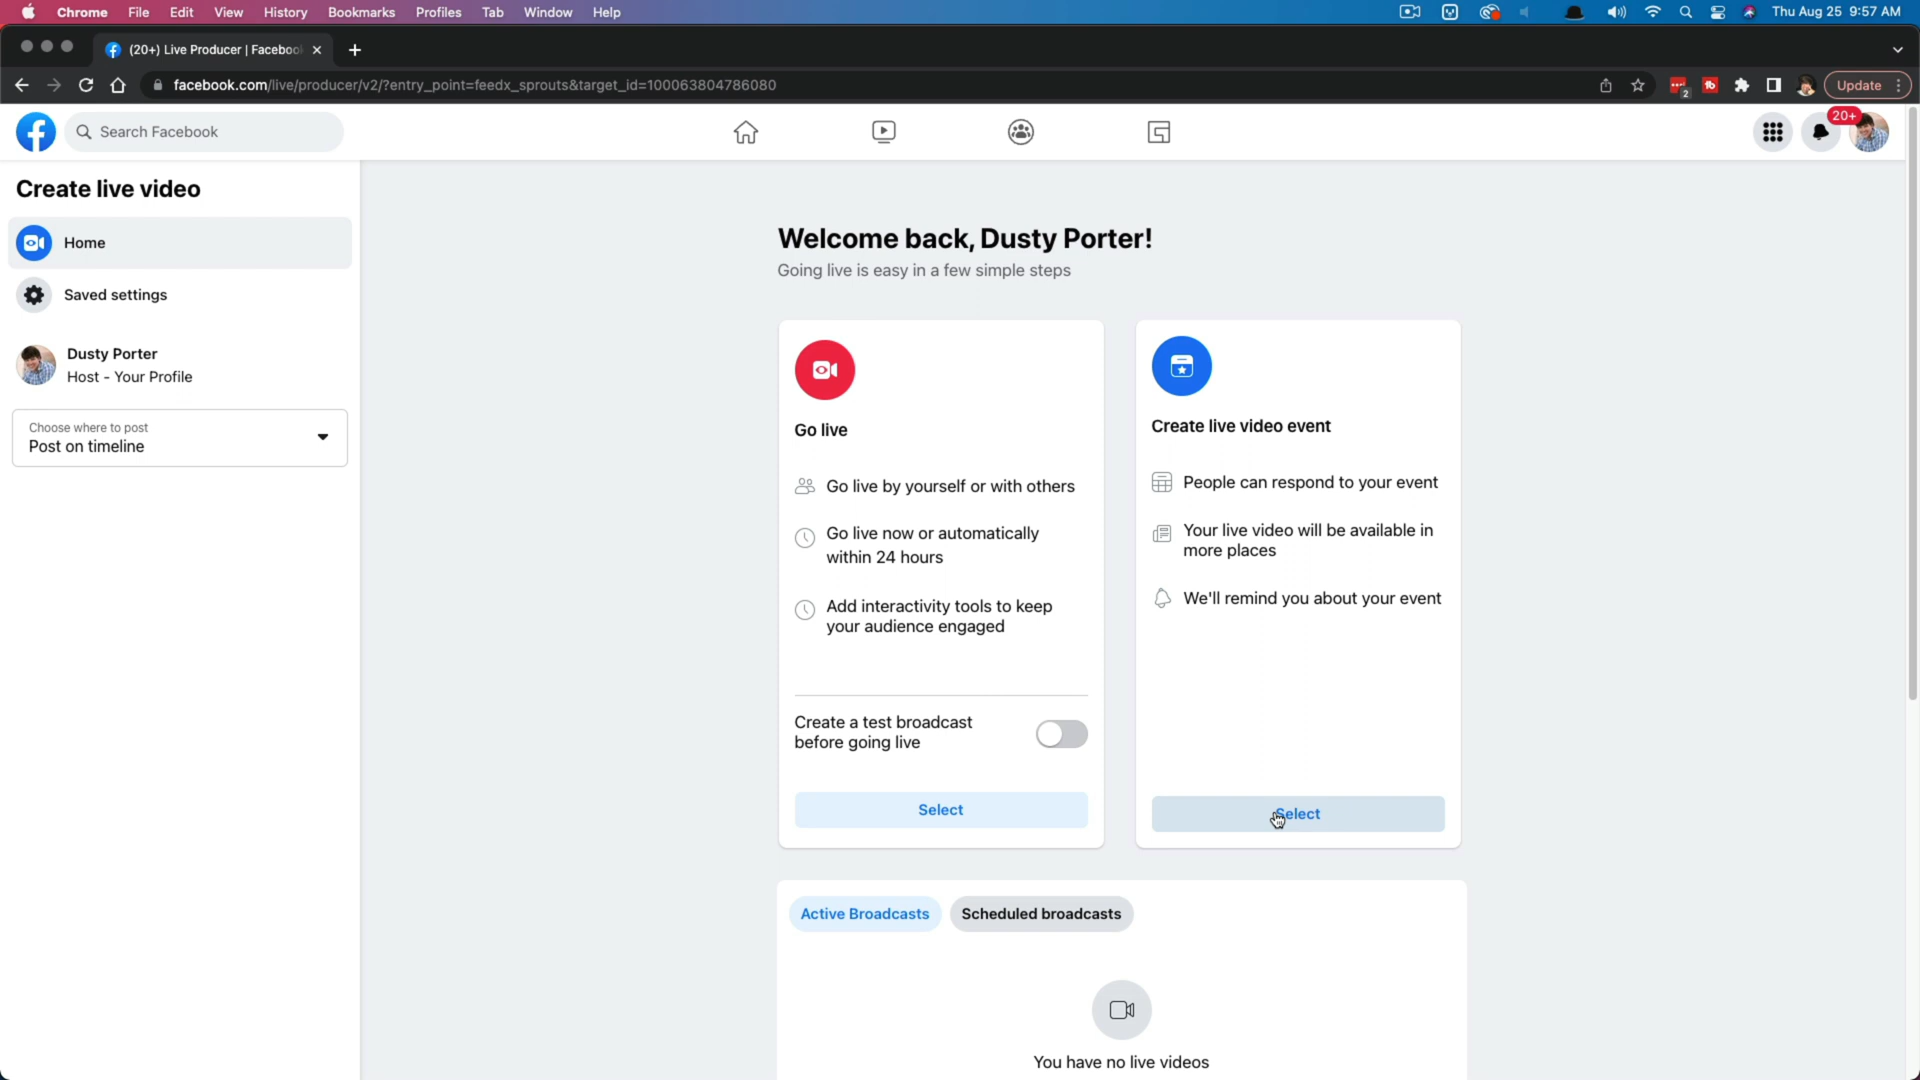 Chrome File Edit View History Bookmarks Profiles Tab Window Help Thu Aug 25 9:57 AM
(20+) Live Producer | Faceboo
facebook.com/live/producer/v2/?entry_point=feedx_sprouts&target_id=100063804786080
2
Update
Search Facebook
20+
Create live video
Home
Saved settings
Dusty Porter
Host - Your Profile
Choose where to post
Post on timeline
Welcome back, Dusty Porter!
Going live is easy in a few simple steps
Go live
Go live by yourself or with others
Go live now or automatically
within 24 hours
Add interactivity tools to keep
your audience engaged
Create a test broadcast
before going live
Select
Create live video event
People can respond to your event
Your live video will be available in
more places
We'll remind you about your event
Select
Active Broadcasts
Scheduled broadcasts
You have no live videos